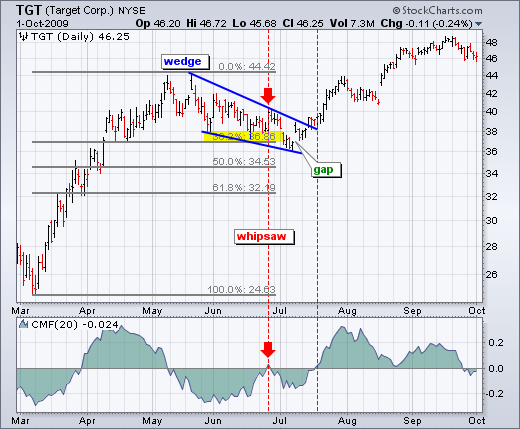 TGT (Target Corp.) NYSE © StockCharts.com
1-Oct-2009 Op 46.20 Hi 46.72 Lo 45.68 Cl 46.25 Vol 7.3M Chg -0.11 (-0.24%)
TGT (Daily) 46.25
wedge
0.0%: 44.42
38.2%: 36.88
50.0%: 34.53
61.8%: 32.19
100.0%: 24.63
gap
whipsaw
48
46
44
42
40
38
36
34
32
30
28
26
Mar Apr May Jun Jul Aug Sep Oct
CMF(20) -0.024
0.2
0.0
-0.2
Mar Apr May Jun Jul Aug Sep Oct